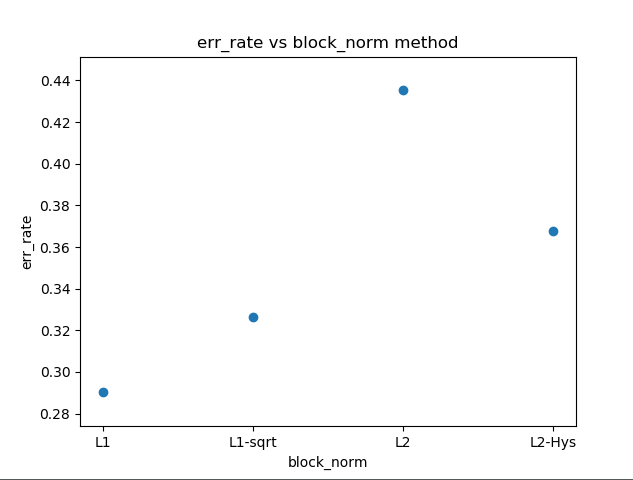 err_rate vs block_norm method
0.44
0.42
0.40
0.38
0.36
0.34
0.32
0.30
0.28
err_rate
L1 L1-sqrt L2 L2-Hys
block_norm